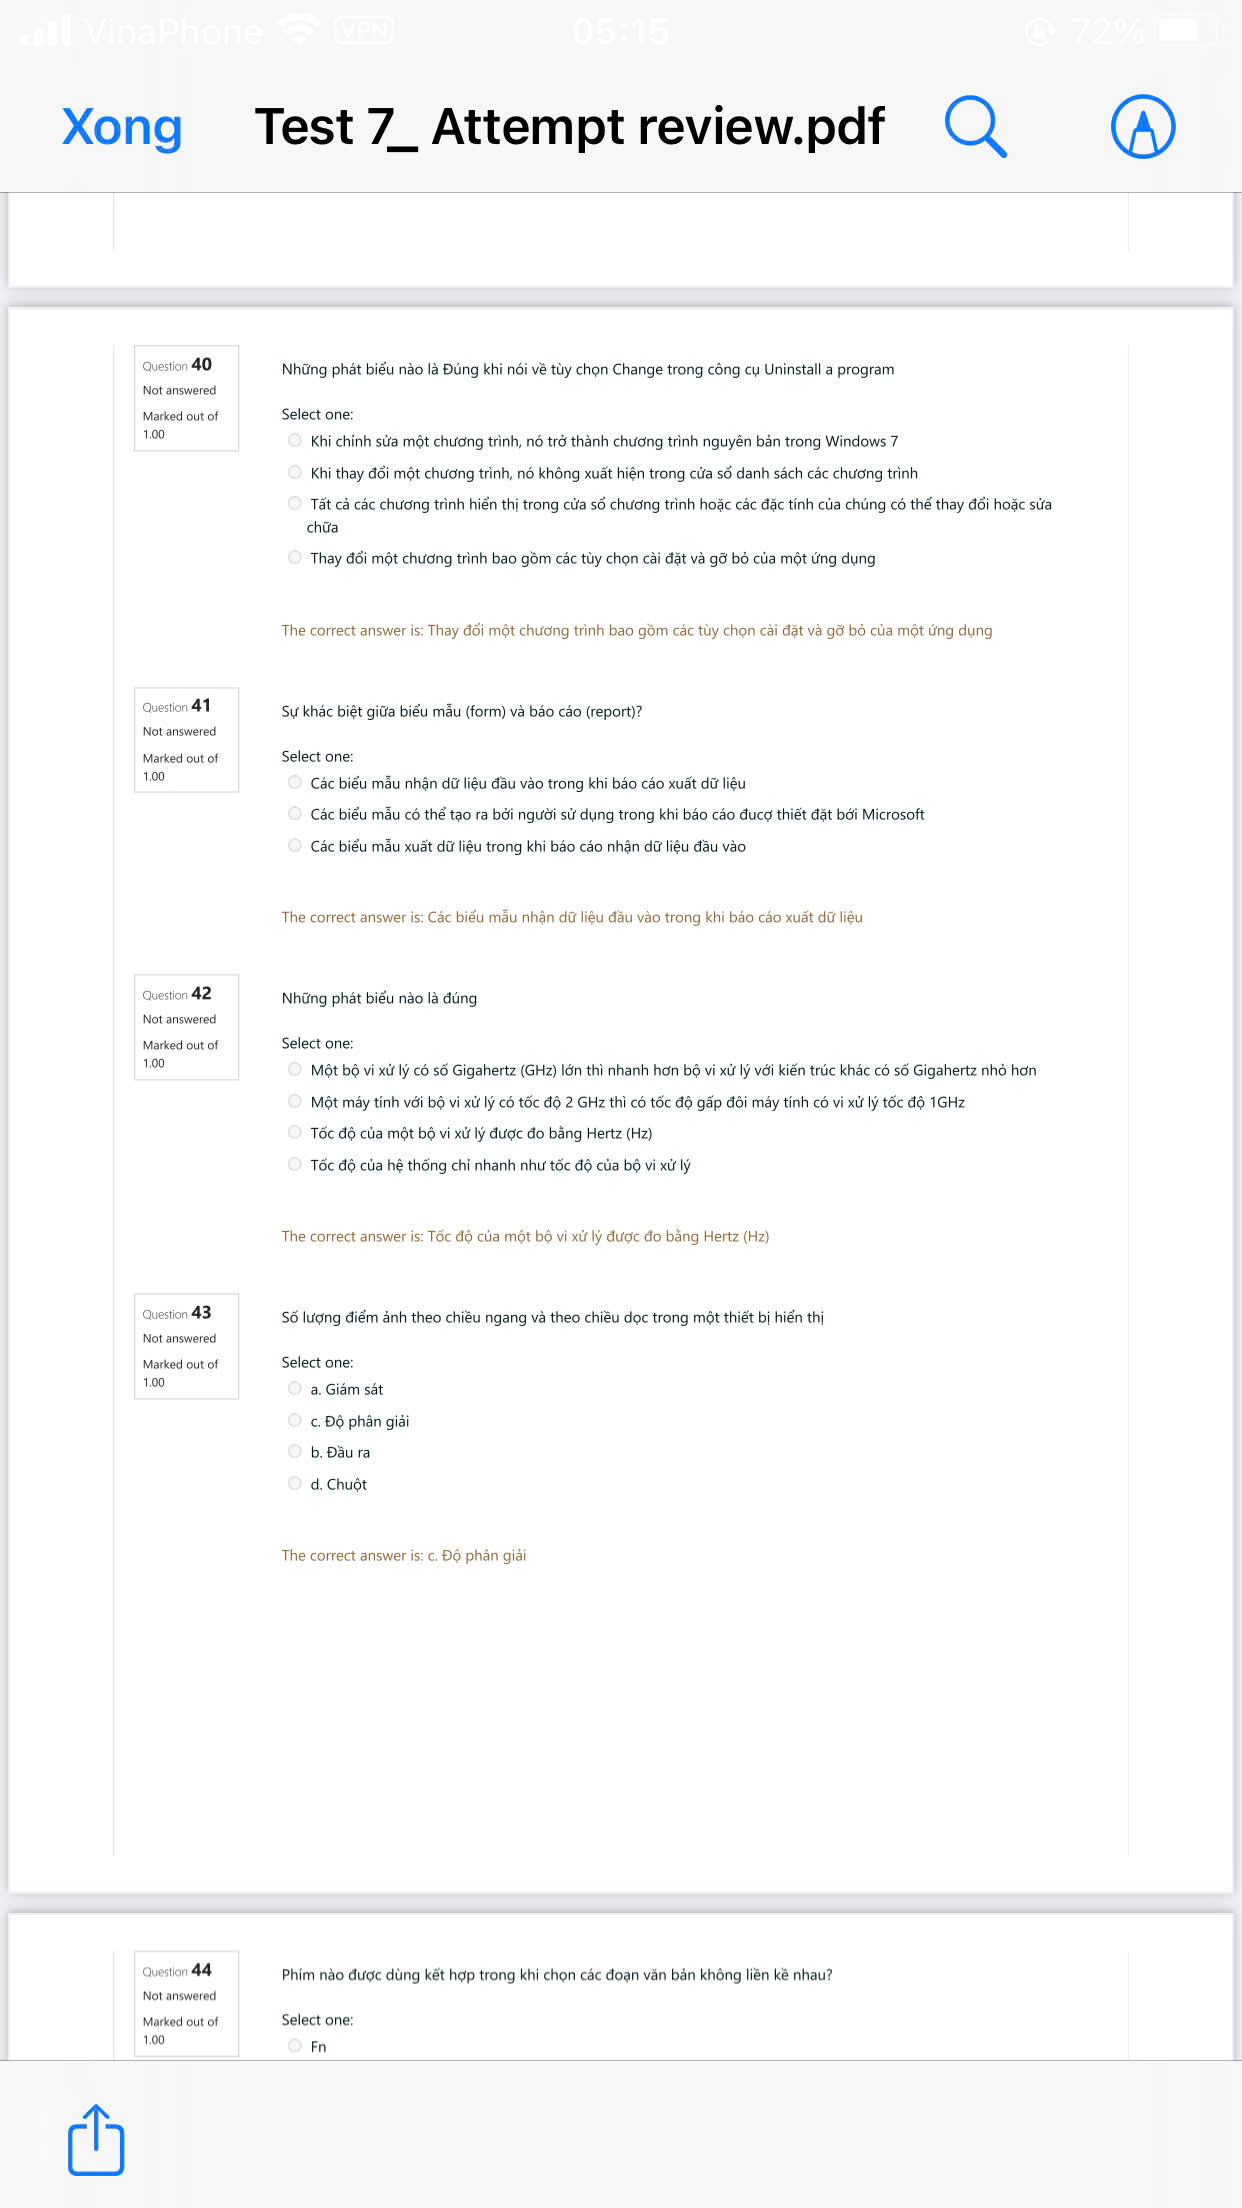 VinaPhone VPN 05:15 72%
Xong Test 7_ Attempt review.pdf
Question 40
Not answered
Marked out of
1.00
Những phát biểu nào là Đúng khi nói về tùy chọn Change trong công cụ Uninstall a program
Select one:
Khi chỉnh sửa một chương trình, nó trở thành chương trình nguyên bản trong Windows 7
Khi thay đổi một chương trình, nó không xuất hiện trong cửa sổ danh sách các chương trình
Tất cả các chương trình hiển thị trong cửa sổ chương trình hoặc các đặc tính của chúng có thể thay đổi hoặc sửa
chữa
Thay đổi một chương trình bao gồm các tùy chọn cài đặt và gỡ bỏ của một ứng dụng
The correct answer is: Thay đổi một chương trình bao gồm các tùy chọn cài đặt và gỡ bỏ của một ứng dụng
Question 41
Not answered
Marked out of
1.00
Sự khác biệt giữa biểu mẫu (form) và báo cáo (report)?
Select one:
Các biểu mẫu nhận dữ liệu đầu vào trong khi báo cáo xuất dữ liệu
Các biểu mẫu có thể tạo ra bởi người sử dụng trong khi báo cáo đucợ thiết đặt bới Microsoft
Các biểu mẫu xuất dữ liệu trong khi báo cáo nhận dữ liệu đầu vào
The correct answer is: Các biểu mẫu nhận dữ liệu đầu vào trong khi báo cáo xuất dữ liệu
Question 42
Not answered
Marked out of
1.00
Những phát biểu nào là đúng
Select one:
Một bộ vi xử lý có số Gigahertz (GHz) lớn thì nhanh hơn bộ vi xử lý với kiến trúc khác có số Gigahertz nhỏ hơn
Một máy tính với bộ vi xử lý có tốc độ 2 GHz thì có tốc độ gấp đôi máy tính có vi xử lý tốc độ 1GHz
Tốc độ của một bộ vi xử lý được đo bằng Hertz (Hz)
Tốc độ của hệ thống chỉ nhanh như tốc độ của bộ vi xử lý
The correct answer is: Tốc độ của một bộ vi xử lý được đo bằng Hertz (Hz)
Question 43
Not answered
Marked out of
1.00
Số lượng điểm ảnh theo chiều ngang và theo chiều dọc trong một thiết bị hiển thị
Select one:
a. Giám sát
c. Độ phân giải
b. Đầu ra
d. Chuột
The correct answer is: c. Độ phân giải
Question 44
Not answered
Marked out of
1.00
Phím nào được dùng kết hợp trong khi chọn các đoạn văn bản không liền kề nhau?
Select one:
Fn